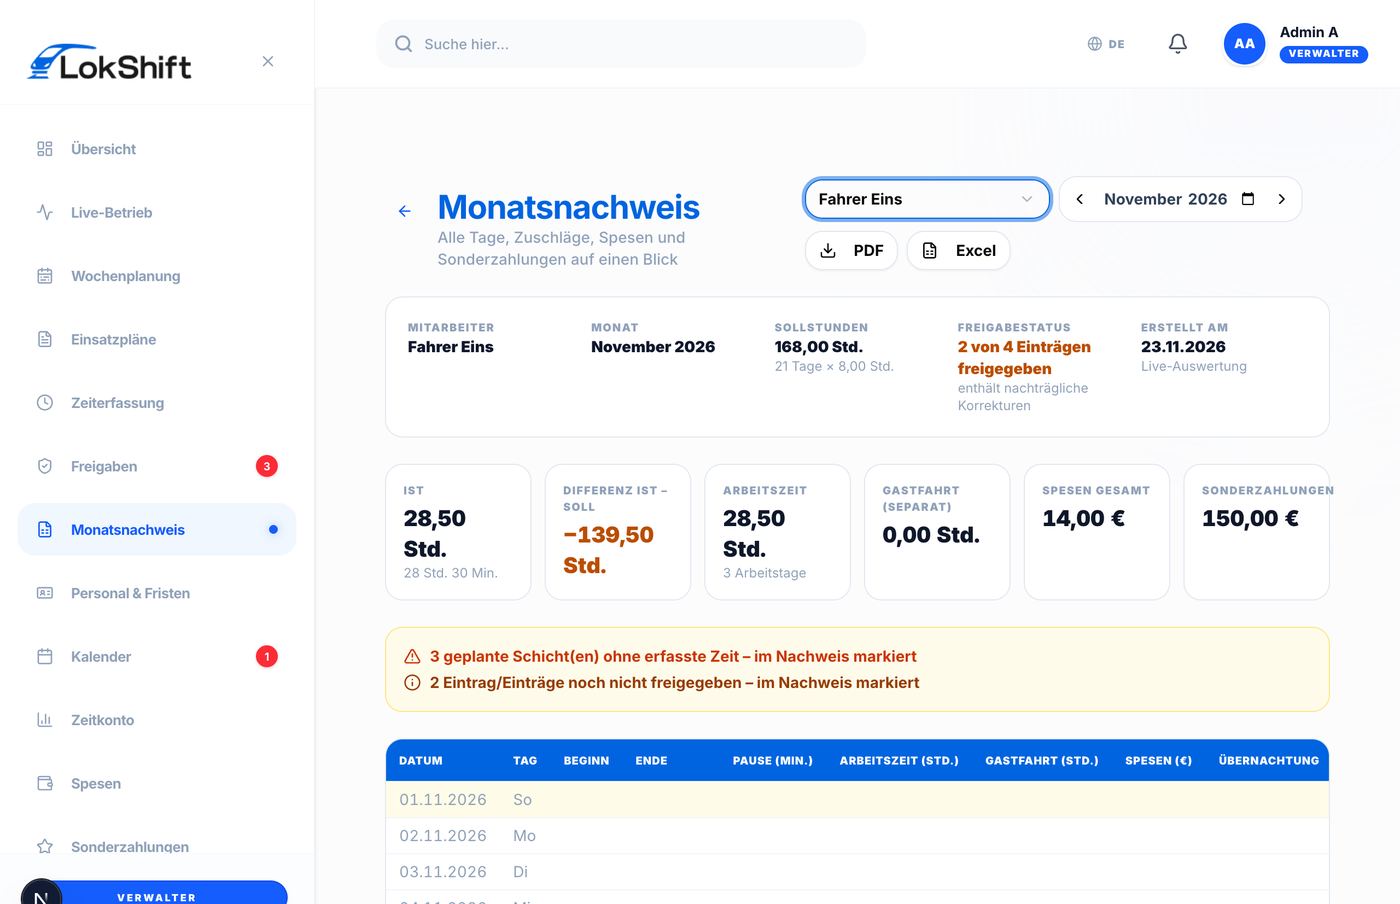 LokShift
Suche hier...
DE
AA
Admin A
VERWALTER
Übersicht
Live-Betrieb
Wochenplanung
Einsatzpläne
Zeiterfassung
Freigaben
3
Monatsnachweis
Personal & Fristen
Kalender
1
Zeitkonto
Spesen
Sonderzahlungen
N
VERWALTER
Monatsnachweis
Alle Tage, Zuschläge, Spesen und
Sonderzahlungen auf einen Blick
Fahrer Eins
November 2026
PDF
Excel
MITARBEITER
Fahrer Eins
MONAT
November 2026
SOLLSTUNDEN
168,00 Std.
21 Tage × 8,00 Std.
FREIGABESTATUS
2 von 4 Einträgen
freigegeben
enthält nachträgliche
Korrekturen
ERSTELLT AM
23.11.2026
Live-Auswertung
IST
28,50
Std.
28 Std. 30 Min.
DIFFERENZ IST –
SOLL
−139,50
Std.
ARBEITSZEIT
28,50
Std.
3 Arbeitstage
GASTFAHRT
(SEPARAT)
0,00 Std.
SPESEN GESAMT
14,00 €
SONDERZAHLUNGEN
150,00 €
3 geplante Schicht(en) ohne erfasste Zeit – im Nachweis markiert
2 Eintrag/Einträge noch nicht freigegeben – im Nachweis markiert
DATUM TAG BEGINN ENDE PAUSE (MIN.) ARBEITSZEIT (STD.) GASTFAHRT (STD.) SPESEN (€) ÜBERNACHTUNG
01.11.2026 So
02.11.2026 Mo
03.11.2026 Di